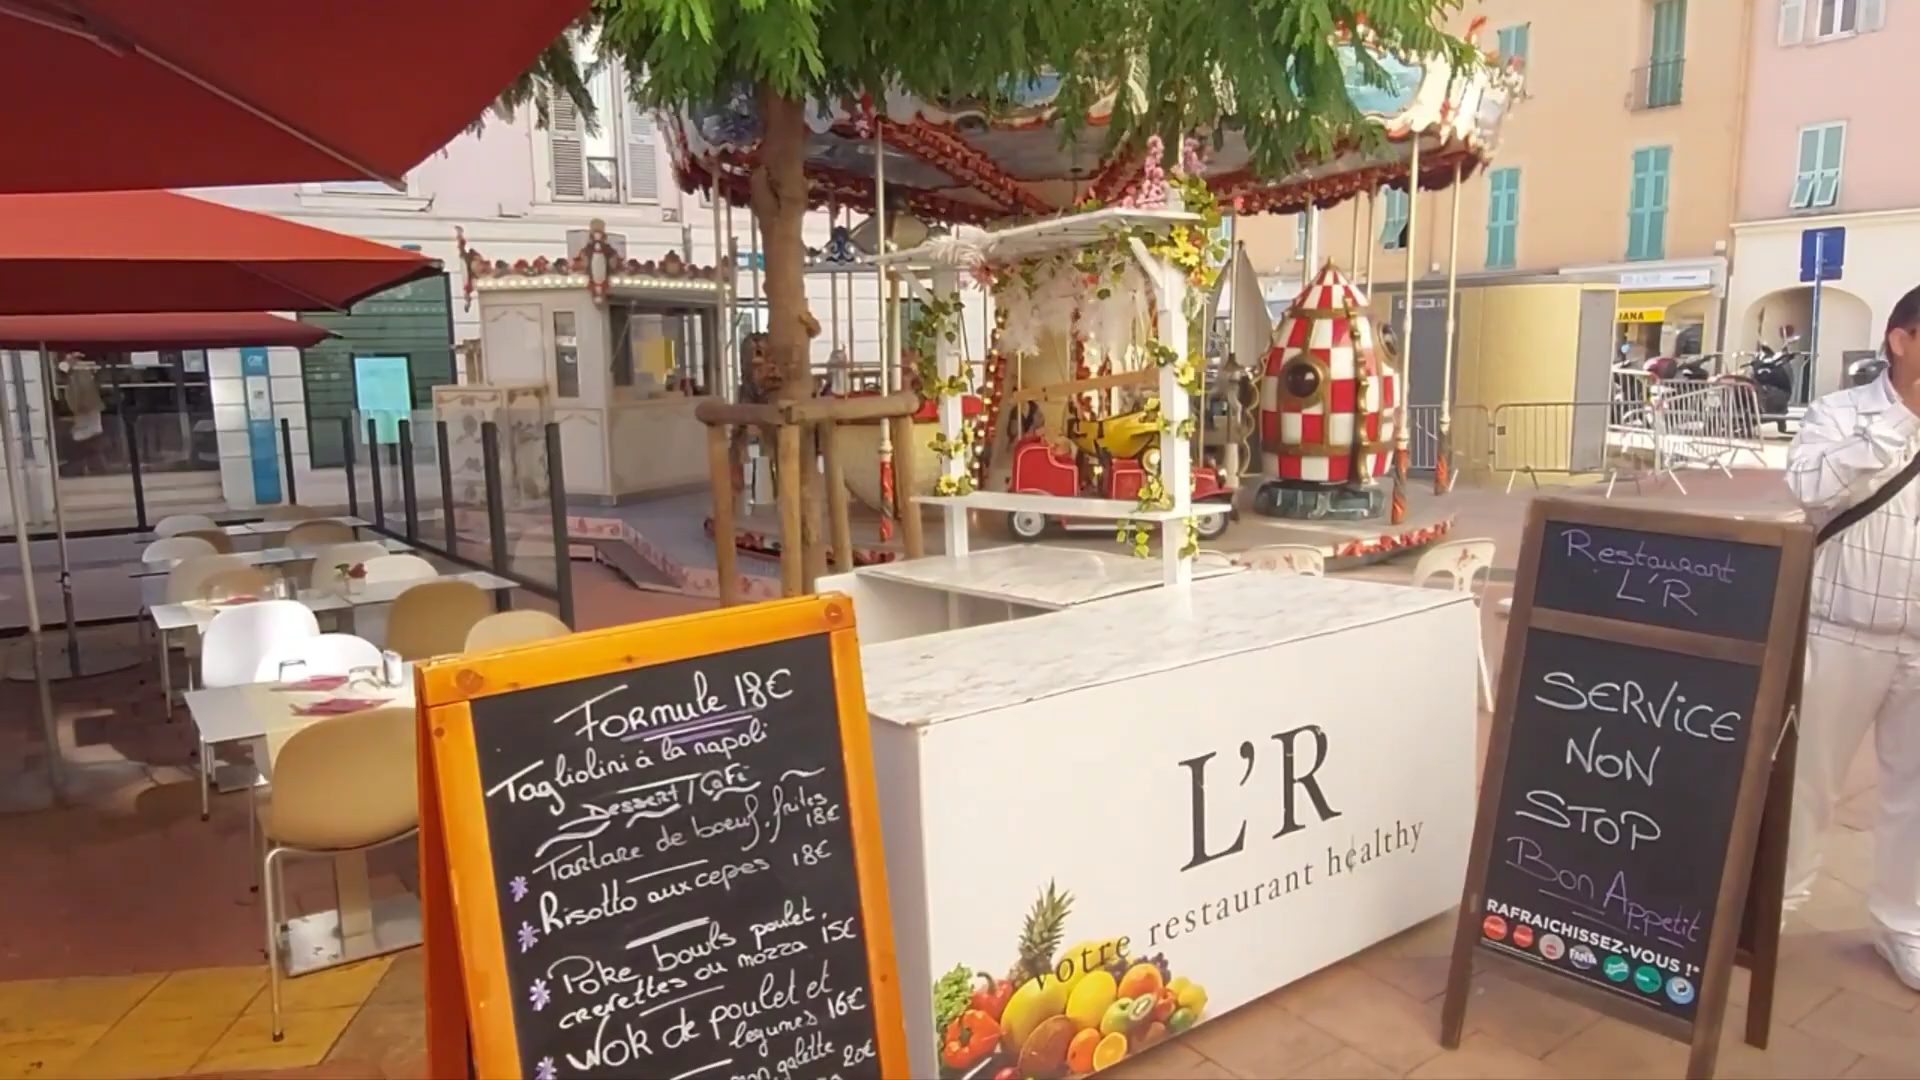 Formule 18€
Tagliolini à la napoli
Dessert / Café
Tartare de boeuf, frites
18€
Risotto aux cepes 18€
Poke bowls poulet,
crevettes ou mozza 15€
Wok de poulet et
legumes 16€
galette
20€
L'R
votre restaurant healthy
Restaurant
L'R
SERVICE
NON
STOP
Bon Appetit
RAFRAICHISSEZ-VOUS !*
FANTA
JANA